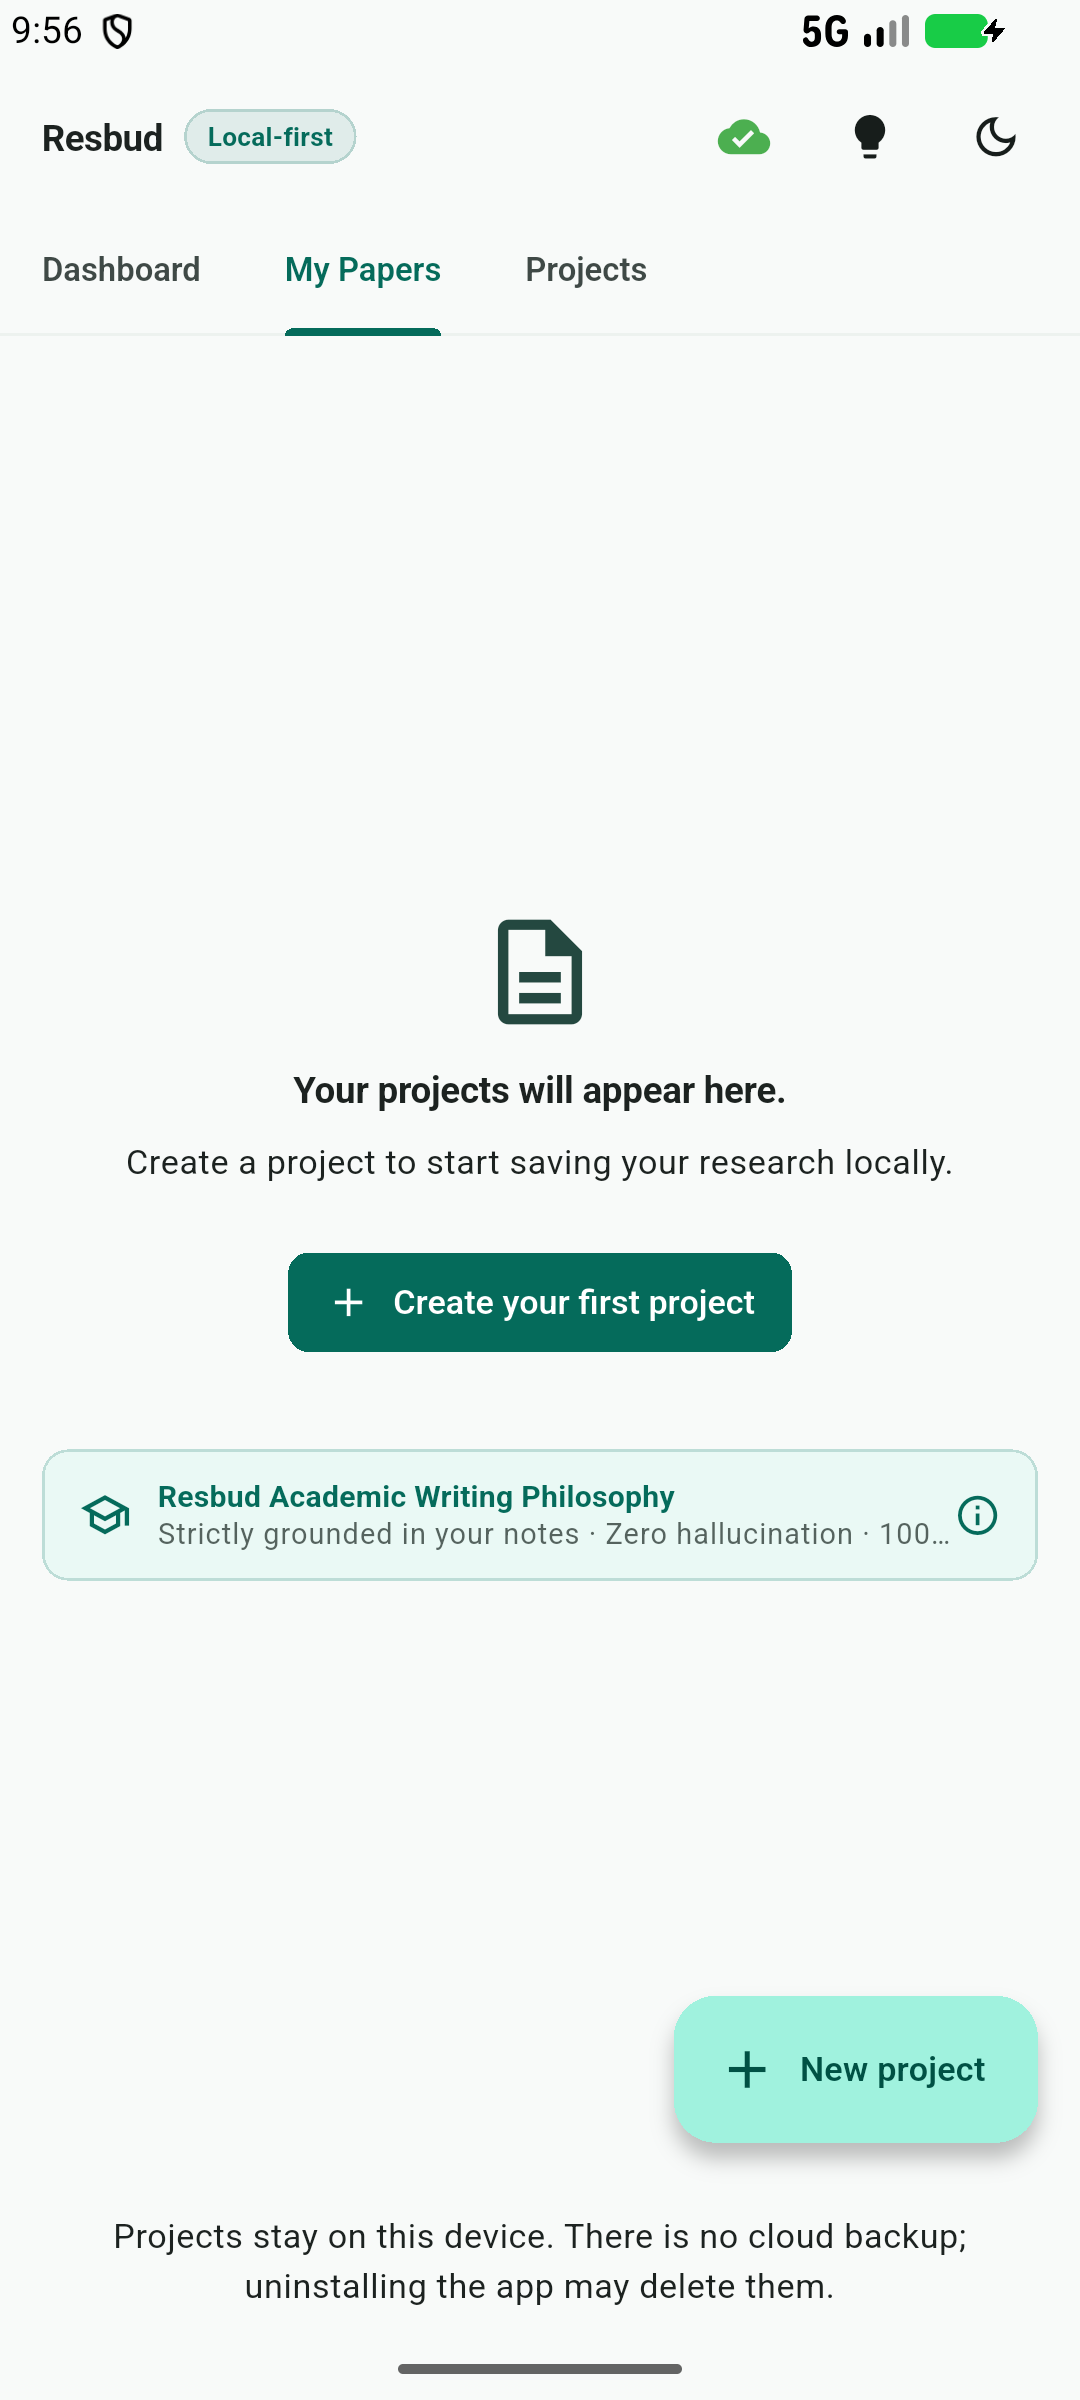 9:56
5G
Resbud
Local-first
Dashboard
My Papers
Projects
Your projects will appear here.
Create a project to start saving your research locally.
Create your first project
Resbud Academic Writing Philosophy
Strictly grounded in your notes · Zero hallucination · 100…
New project
Projects stay on this device. There is no cloud backup;
uninstalling the app may delete them.